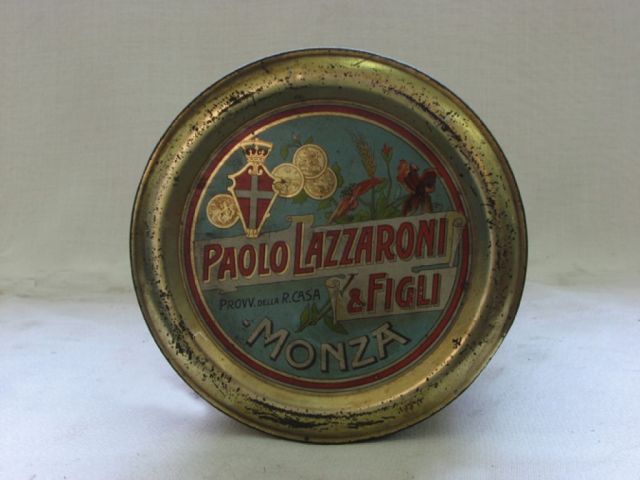 PAOLO LAZZARONI
& FIGLI
PROVV. DELLA R. CASA
MONZA